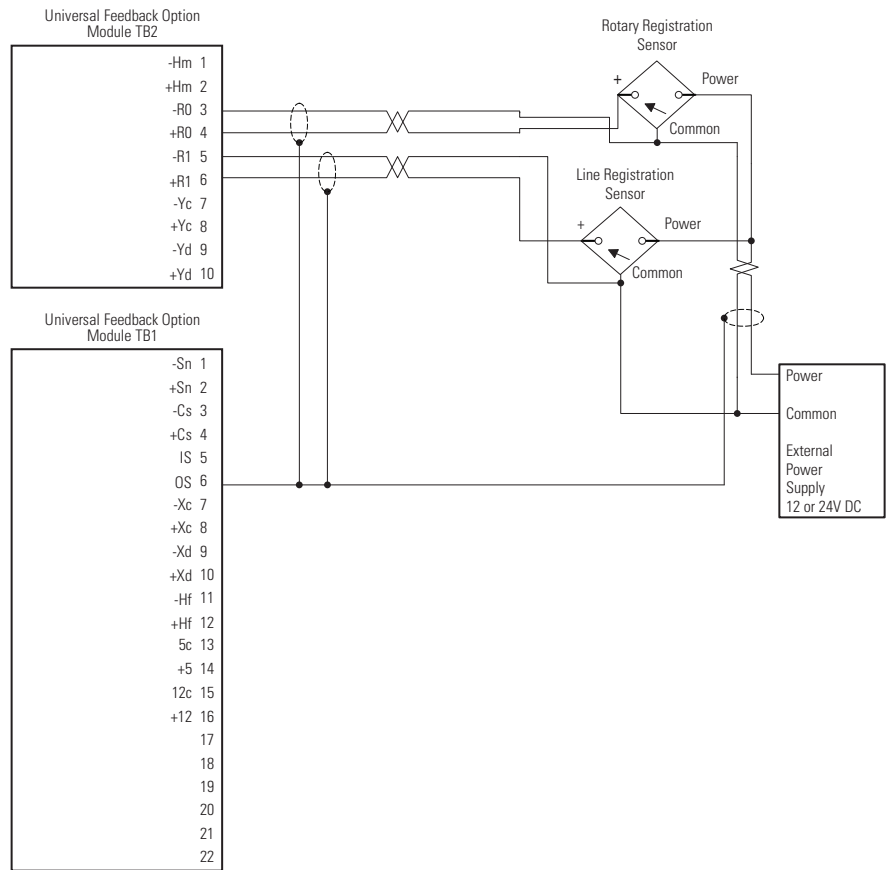 Universal Feedback Option
Module TB2
-Hm 1
+Hm 2
-R0 3
+R0 4
-R1 5
+R1 6
-Yc 7
+Yc 8
-Yd 9
+Yd 10
Rotary Registration
Sensor
+
Power
Common
Line Registration
Sensor
+
Power
Common
Universal Feedback Option
Module TB1
-Sn 1
+Sn 2
-Cs 3
+Cs 4
IS 5
OS 6
-Xc 7
+Xc 8
-Xd 9
+Xd 10
-Hf 11
+Hf 12
5c 13
+5 14
12c 15
+12 16
17
18
19
20
21
22
Power
Common
External
Power
Supply
12 or 24V DC